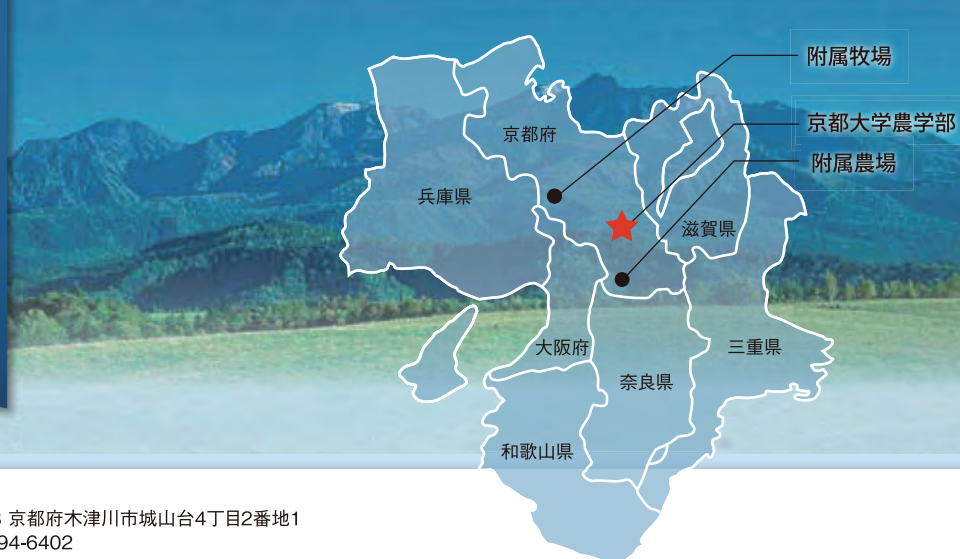 附属牧場
京都大学農学部
附属農場
京都府
兵庫県
滋賀県
大阪府
三重県
奈良県
和歌山県
京都府木津川市城山台4丁目2番地1
94-6402